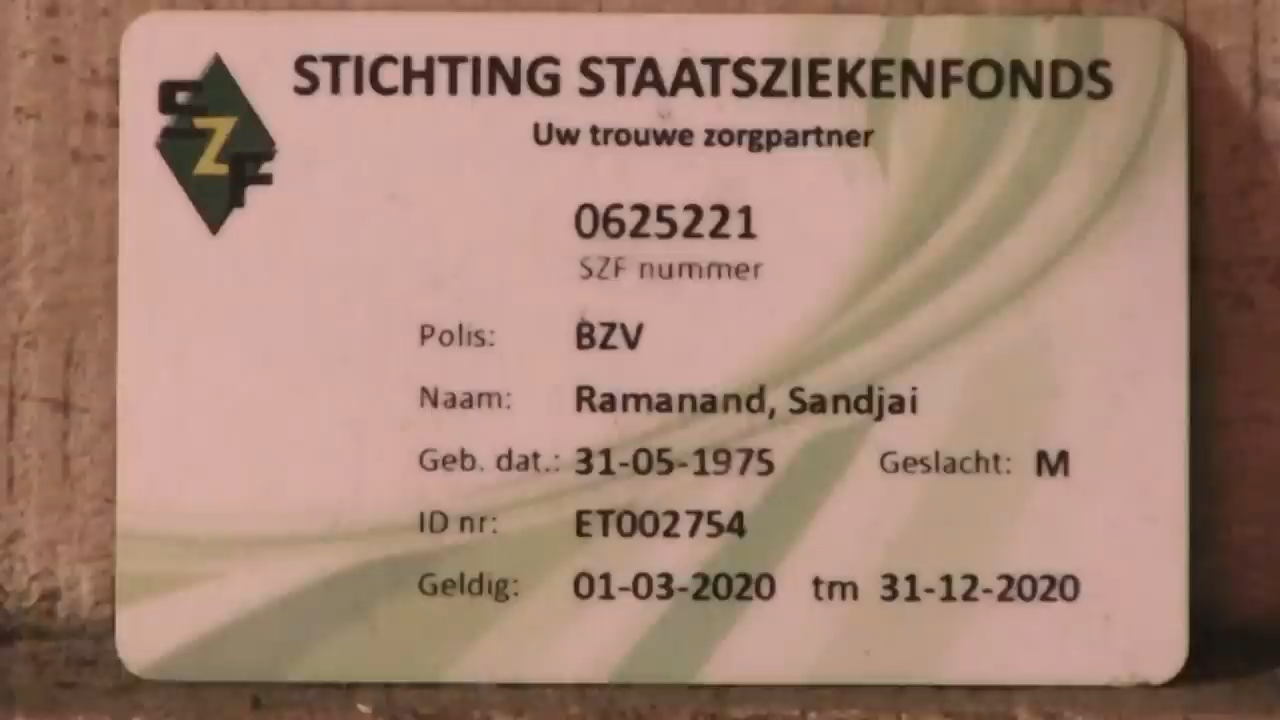 SZF
STICHTING STAATSZIEKENFONDS
Uw trouwe zorgpartner
0625221
SZF nummer
Polis: BZV
Naam: Ramanand, Sandjai
Geb. dat.: 31-05-1975 Geslacht: M
ID nr: ET002754
Geldig: 01-03-2020 tm 31-12-2020